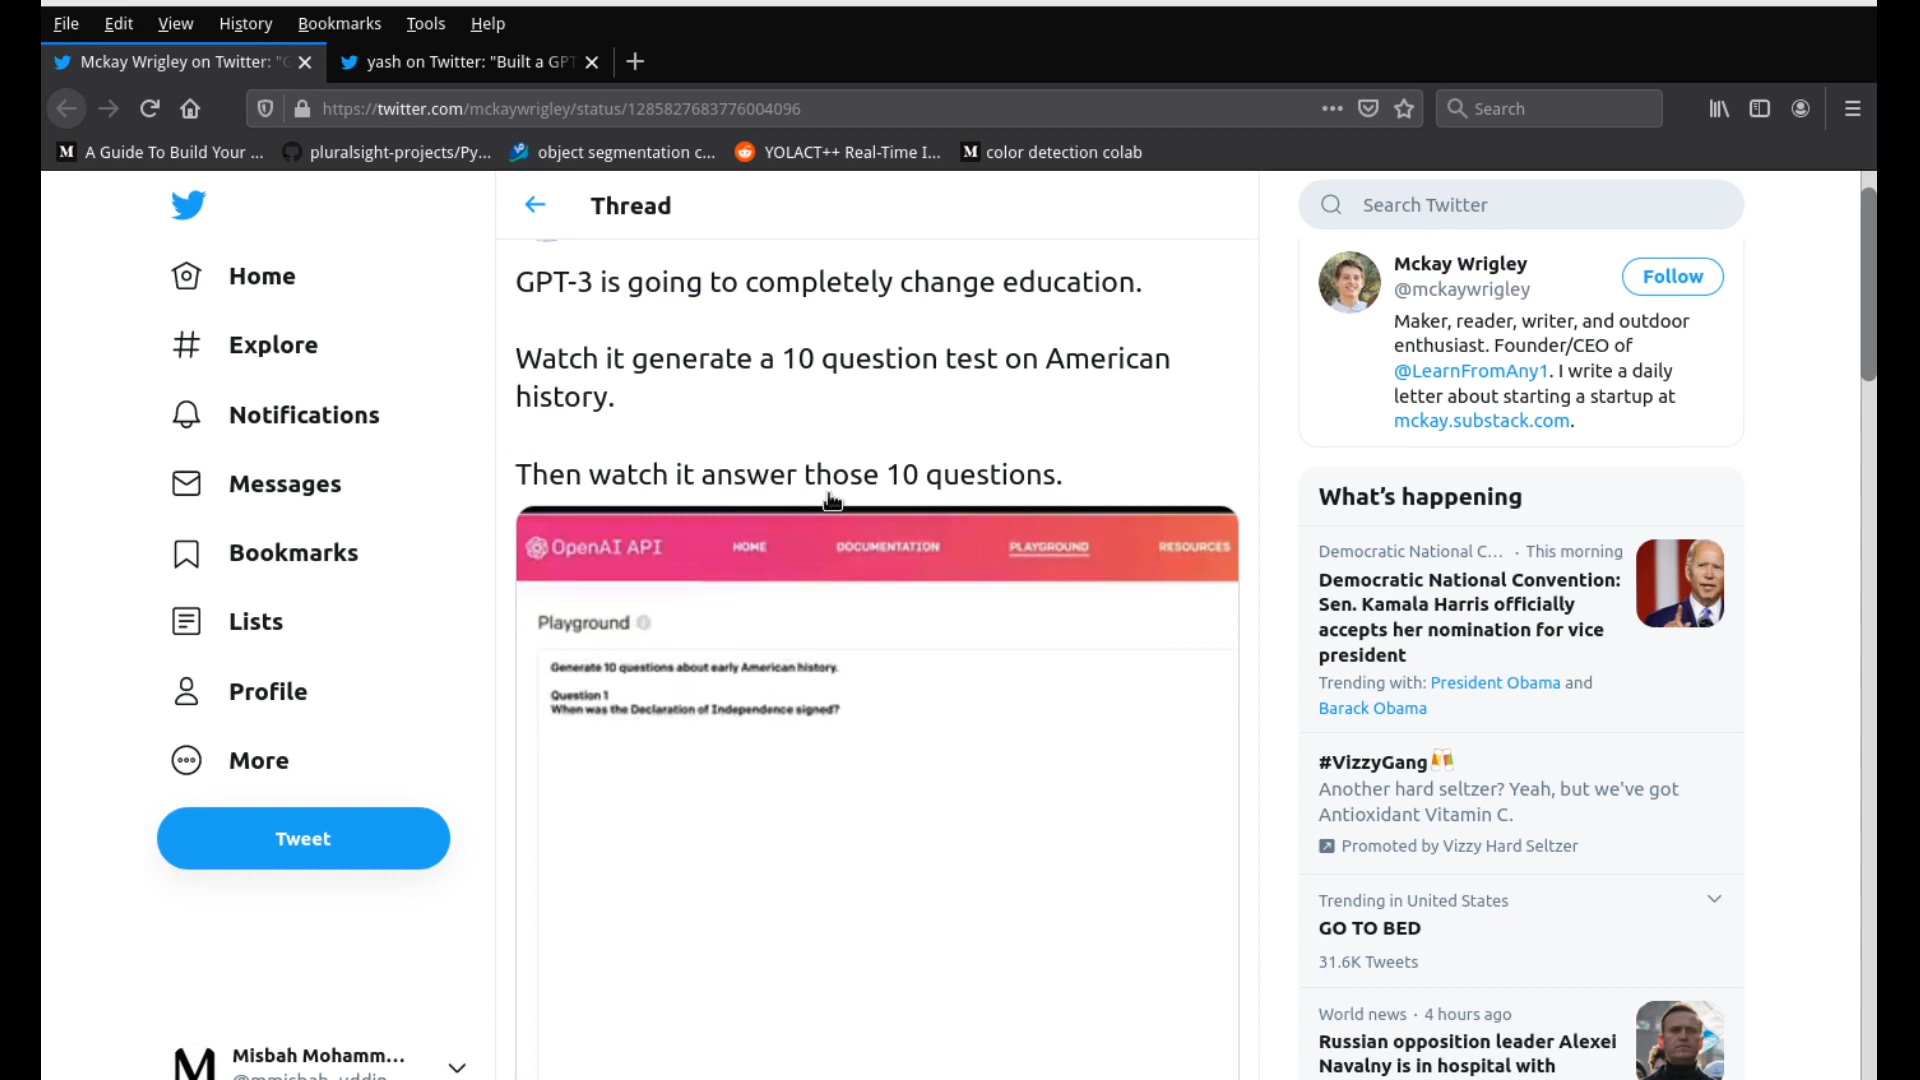 File Edit View History Bookmarks Tools Help
Mckay Wrigley on Twitter: "G
yash on Twitter: "Built a GPT
https://twitter.com/mckaywrigley/status/1285827683776004096
Search
A Guide To Build Your ...
pluralsight-projects/Py...
object segmentation c...
YOLACT++ Real-Time I...
color detection colab
Home
Explore
Notifications
Messages
Bookmarks
Lists
Profile
More
Tweet
Misbah Mohamm...
Thread
GPT-3 is going to completely change education.
Watch it generate a 10 question test on American
history.
Then watch it answer those 10 questions.
OpenAI API HOME DOCUMENTATION PLAYGROUND RESOURCES
Playground
Generate 10 questions about early American history.
Question 1
When was the Declaration of Independence signed?
Search Twitter
Mckay Wrigley
@mckaywrigley
Follow
Maker, reader, writer, and outdoor
enthusiast. Founder/CEO of
@LearnFromAny1. I write a daily
letter about starting a startup at
mckay.substack.com.
What's happening
Democratic National C... · This morning
Democratic National Convention:
Sen. Kamala Harris officially
accepts her nomination for vice
president
Trending with: President Obama and
Barack Obama
#VizzyGang
Another hard seltzer? Yeah, but we've got
Antioxidant Vitamin C.
Promoted by Vizzy Hard Seltzer
Trending in United States
GO TO BED
31.6K Tweets
World news · 4 hours ago
Russian opposition leader Alexei
Navalny is in hospital with